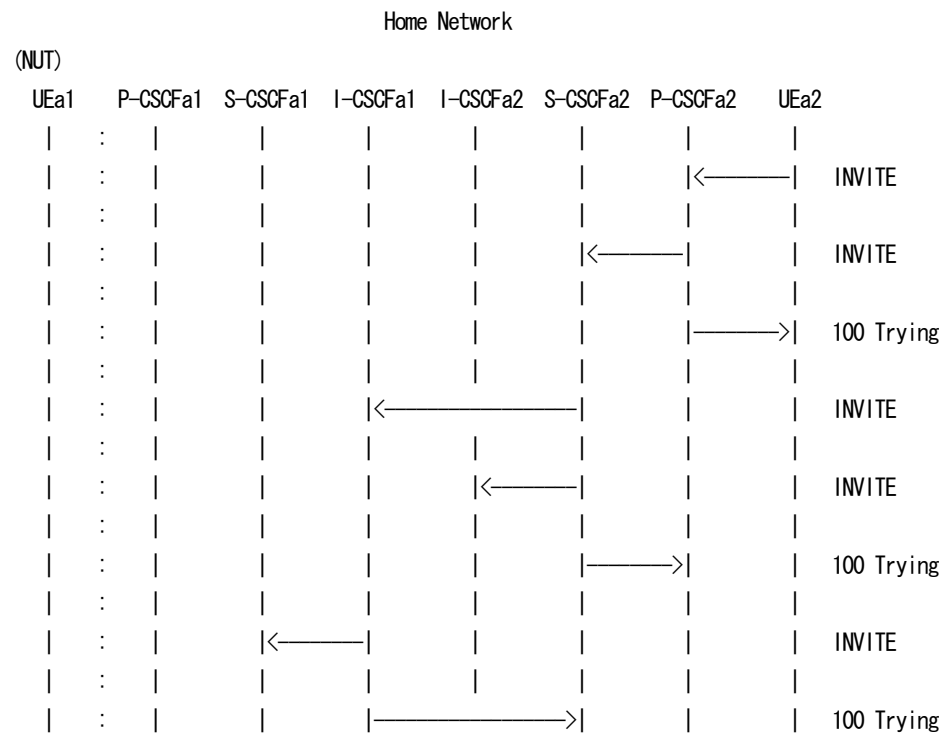 Home Network
(NUT)
UEa1 P-CSCFa1 S-CSCFa1 I-CSCFa1 I-CSCFa2 S-CSCFa2 P-CSCFa2 UEa2
INVITE
INVITE
100 Trying
INVITE
INVITE
100 Trying
INVITE
100 Trying